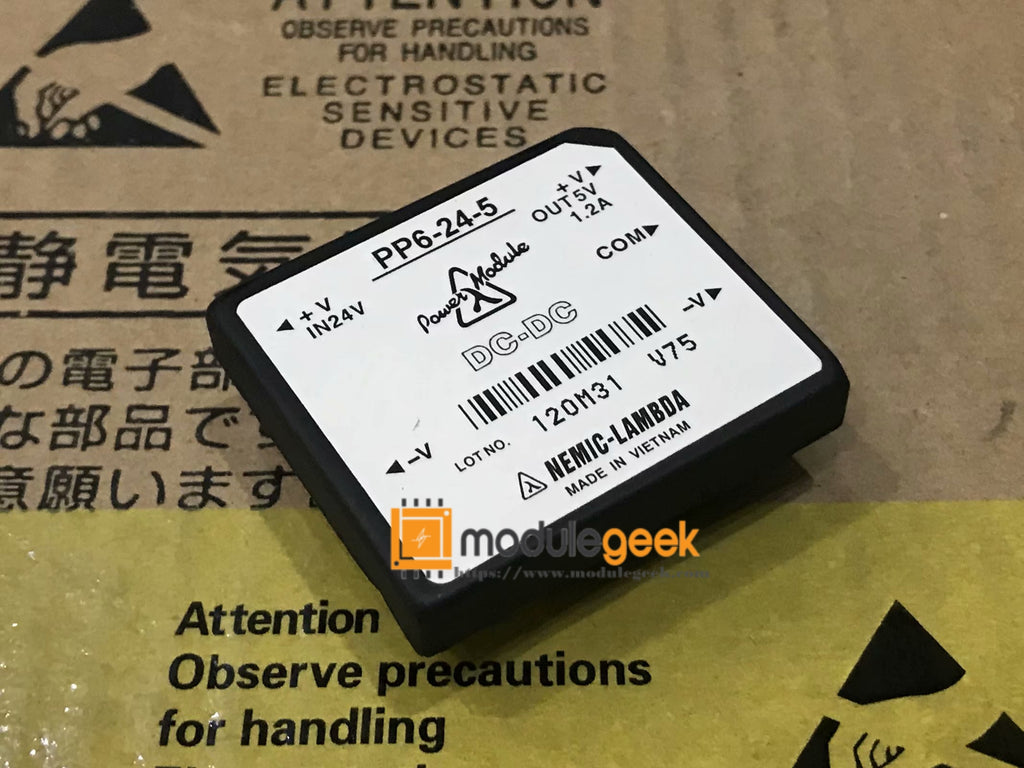 ATTENTION
OBSERVE PRECAUTIONS
FOR HANDLING
ELECTROSTATIC
SENSITIVE
DEVICES
静電気
の電子部
な部品で
意願います
PP6-24-5
+V
OUT 5V
1.2A
COM
-V
+V
IN24V
-V
Power Module
λ
DC-DC
LOT NO. 120M31 V75
NEMIC-LAMBDA
MADE IN VIETNAM
modulegeek
https://www.modulegeek.com
Attention
Observe precautions
for handling